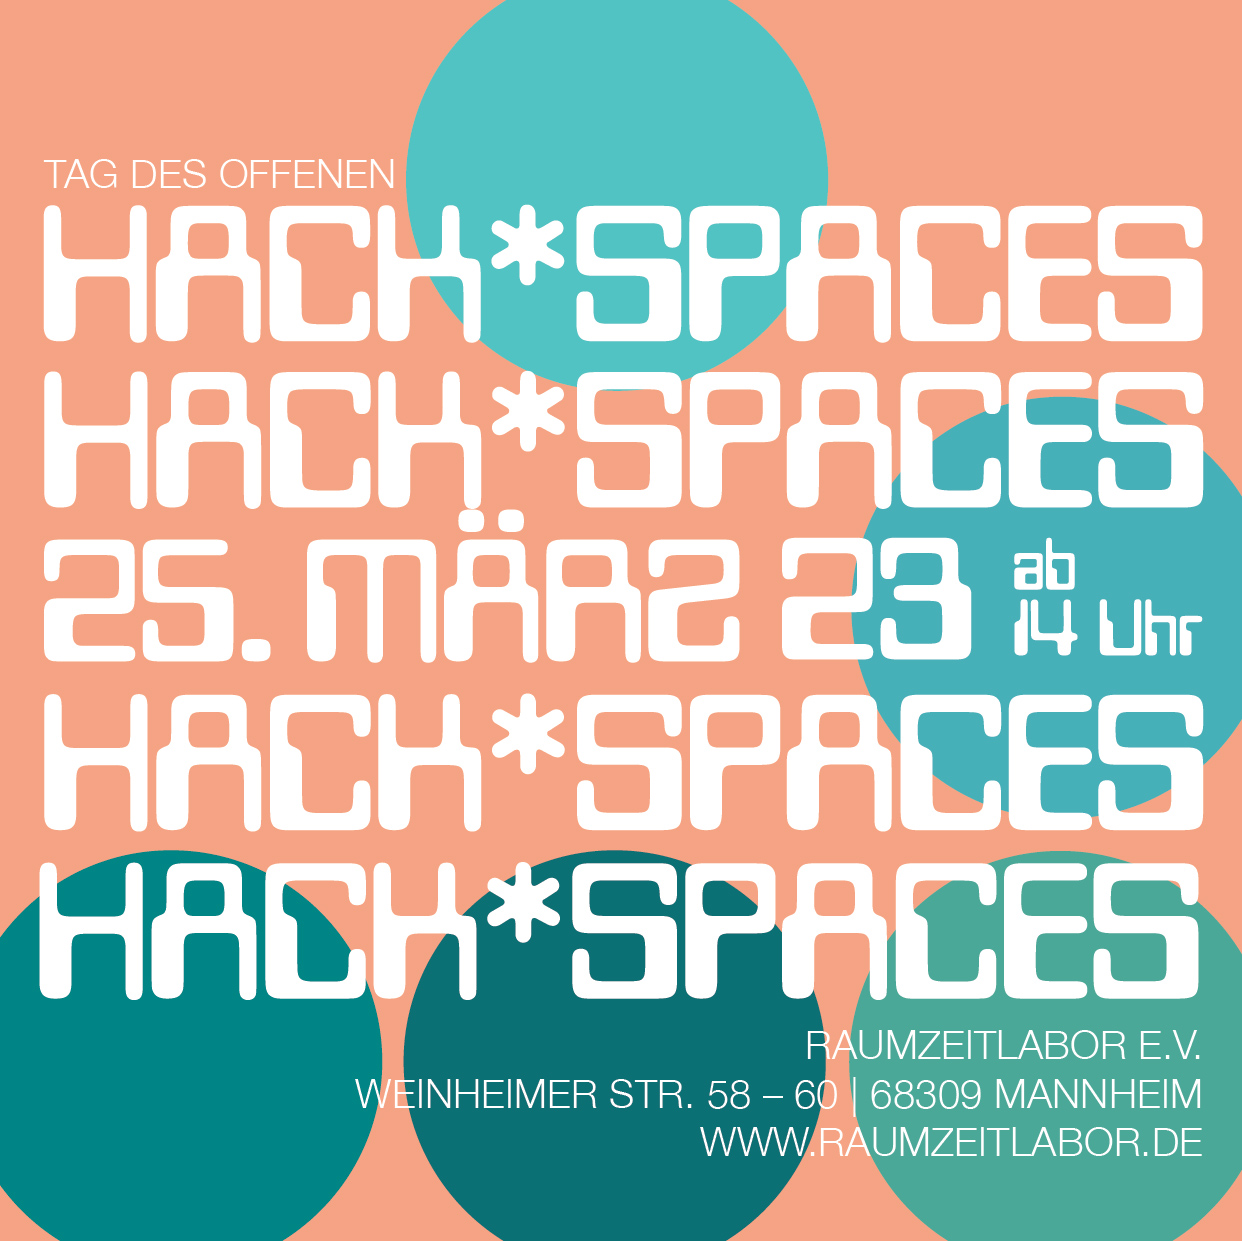 TAG DES OFFENEN
HACK*SPACES
HACK*SPACES
25. MÄRZ 23 ab 14 Uhr
HACK*SPACES
HACK*SPACES
RAUMZEITLABOR E.V.
WEINHEIMER STR. 58 – 60 | 68309 MANNHEIM
WWW.RAUMZEITLABOR.DE